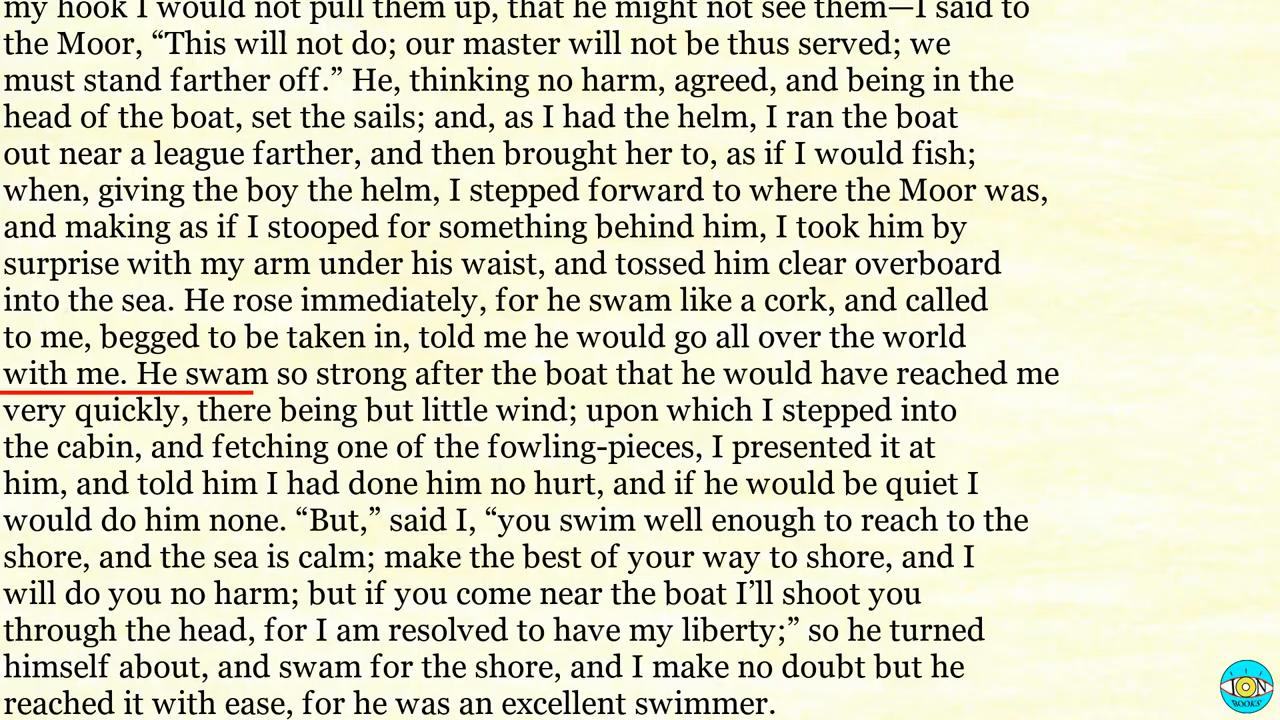 my hook I would not pull them up, that he might not see them—I said to
the Moor, “This will not do; our master will not be thus served; we
must stand farther off.” He, thinking no harm, agreed, and being in the
head of the boat, set the sails; and, as I had the helm, I ran the boat
out near a league farther, and then brought her to, as if I would fish;
when, giving the boy the helm, I stepped forward to where the Moor was,
and making as if I stooped for something behind him, I took him by
surprise with my arm under his waist, and tossed him clear overboard
into the sea. He rose immediately, for he swam like a cork, and called
to me, begged to be taken in, told me he would go all over the world
with me. He swam so strong after the boat that he would have reached me
very quickly, there being but little wind; upon which I stepped into
the cabin, and fetching one of the fowling-pieces, I presented it at
him, and told him I had done him no hurt, and if he would be quiet I
would do him none. “But,” said I, “you swim well enough to reach to the
shore, and the sea is calm; make the best of your way to shore, and I
will do you no harm; but if you come near the boat I’ll shoot you
through the head, for I am resolved to have my liberty;” so he turned
himself about, and swam for the shore, and I make no doubt but he
reached it with ease, for he was an excellent swimmer.
ION
BOOKS